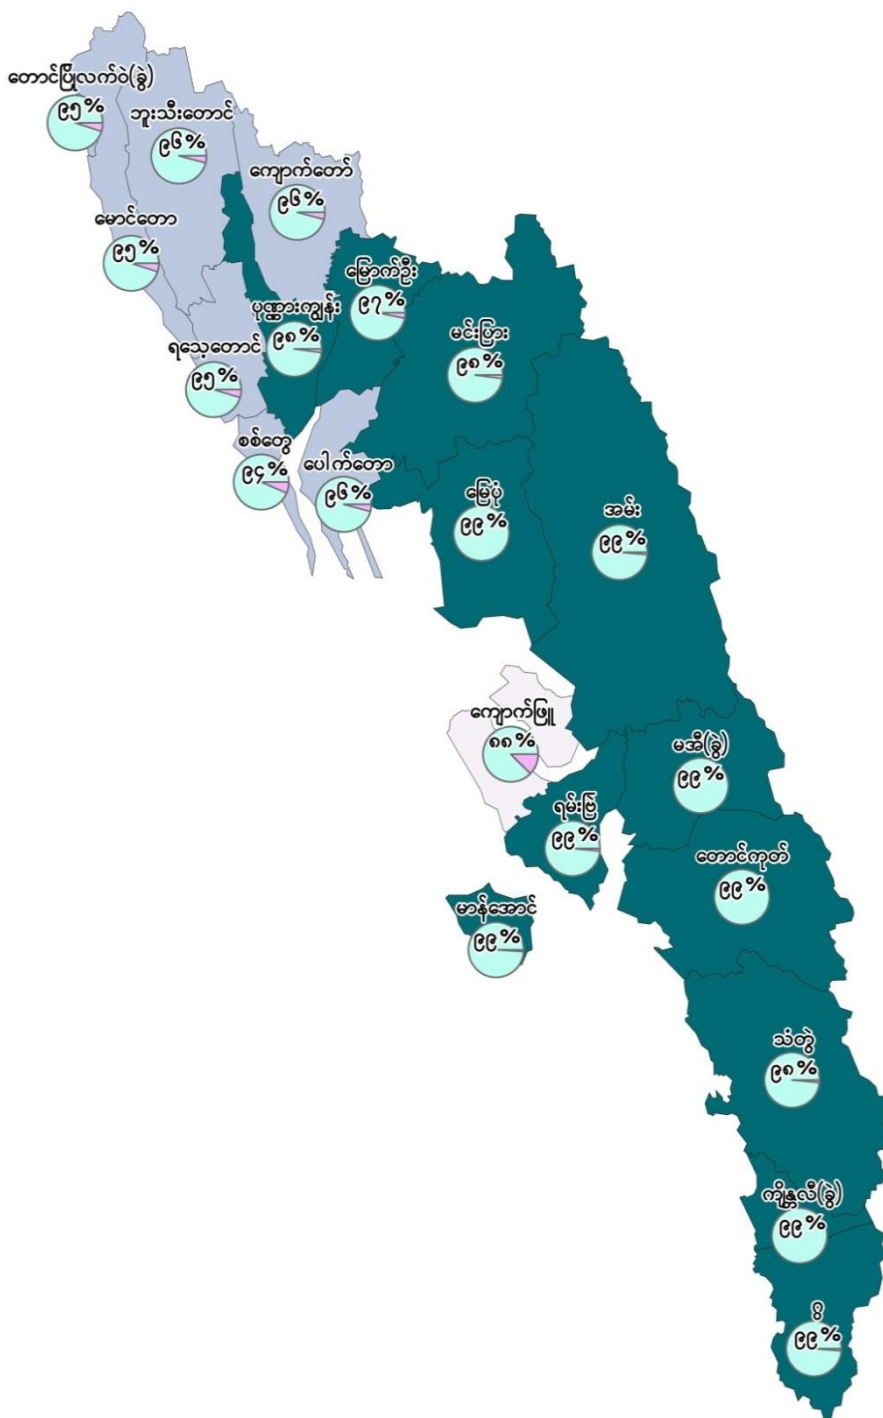 တောင်ပြိုလက်ဝဲ(ခွဲ)
၉၅%
ဘူးသီးတောင်
၉၆%
ကျောက်တော်
၉၆%
မောင်တော
၉၅%
မြောက်ဦး
၉၇%
ပုဏ္ဏားကျွန်း
၉၈%
မင်းပြား
၉၈%
ရသေ့တောင်
၉၅%
စစ်တွေ
၉၄%
ပေါက်တော
၉၆%
မြေပုံ
၉၉%
အမ်း
၉၉%
ကျောက်ဖြူ
၈၈%
မအီ(ခွဲ)
၉၉%
ရမ်းဗြဲ
၉၉%
တောင်ကုတ်
၉၉%
မာန်အောင်
၉၉%
သံတွဲ
၉၈%
ကျိန္တလီ(ခွဲ)
၉၉%
ဂွ
၉၉%